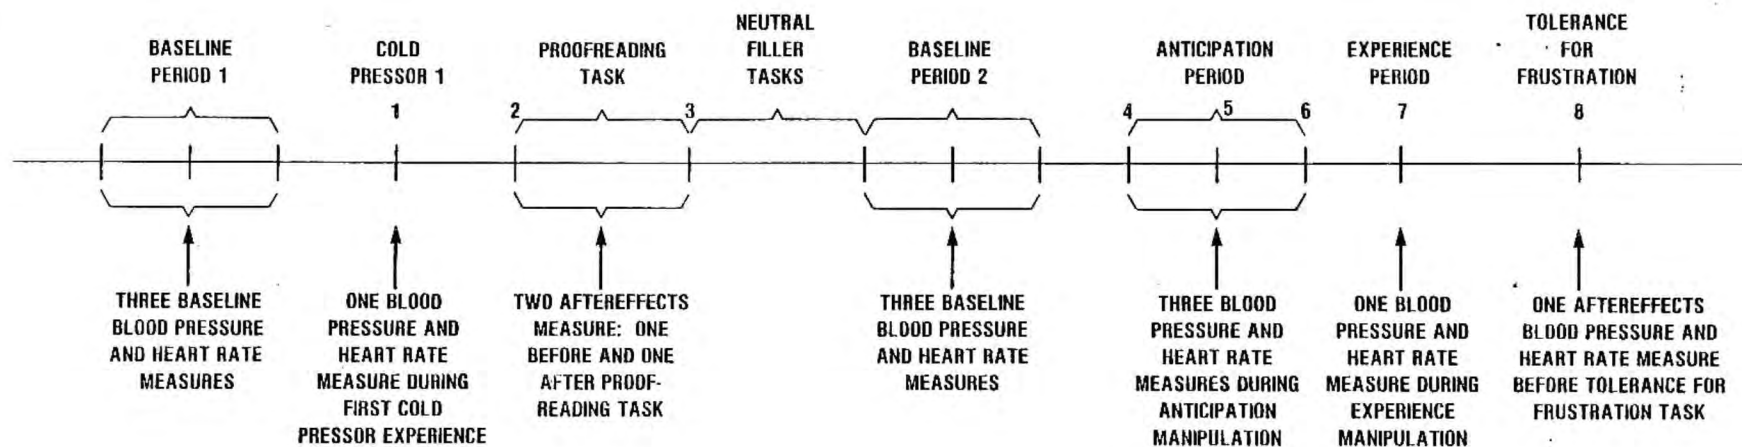 BASELINE
PERIOD 1
COLD
PRESSOR 1
PROOFREADING
TASK
NEUTRAL
FILLER
TASKS
BASELINE
PERIOD 2
ANTICIPATION
PERIOD
EXPERIENCE
PERIOD
TOLERANCE
FOR
FRUSTRATION
1
2
3
4
5
6
7
8
THREE BASELINE
BLOOD PRESSURE
AND HEART RATE
MEASURES
ONE BLOOD
PRESSURE AND
HEART RATE
MEASURE DURING
FIRST COLD
PRESSOR EXPERIENCE
TWO AFTEREFFECTS
MEASURE: ONE
BEFORE AND ONE
AFTER PROOF-
READING TASK
THREE BASELINE
BLOOD PRESSURE
AND HEART RATE
MEASURES
THREE BLOOD
PRESSURE AND
HEART RATE
MEASURES DURING
ANTICIPATION
MANIPULATION
ONE BLOOD
PRESSURE AND
HEART RATE
MEASURE DURING
EXPERIENCE
MANIPULATION
ONE AFTEREFFECTS
BLOOD PRESSURE AND
HEART RATE MEASURE
BEFORE TOLERANCE FOR
FRUSTRATION TASK